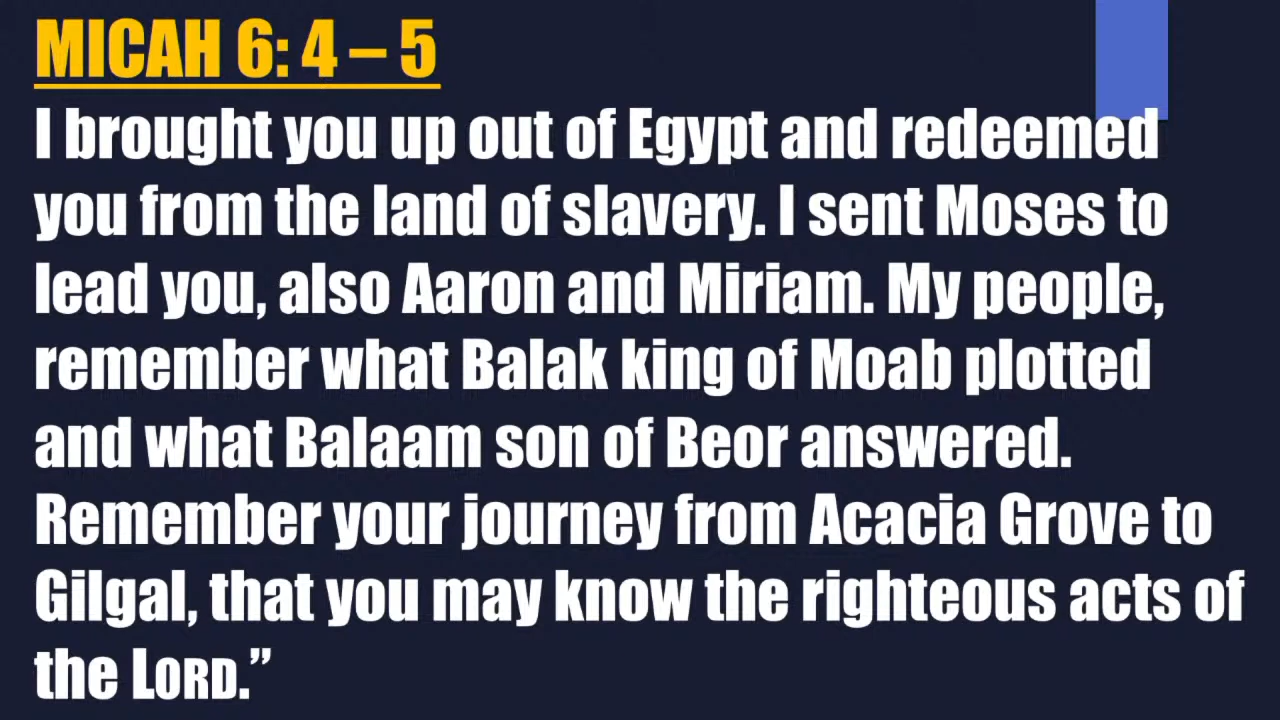 MICAH 6: 4 – 5
I brought you up out of Egypt and redeemed
you from the land of slavery. I sent Moses to
lead you, also Aaron and Miriam. My people,
remember what Balak king of Moab plotted
and what Balaam son of Beor answered.
Remember your journey from Acacia Grove to
Gilgal, that you may know the righteous acts of
the LORD.”